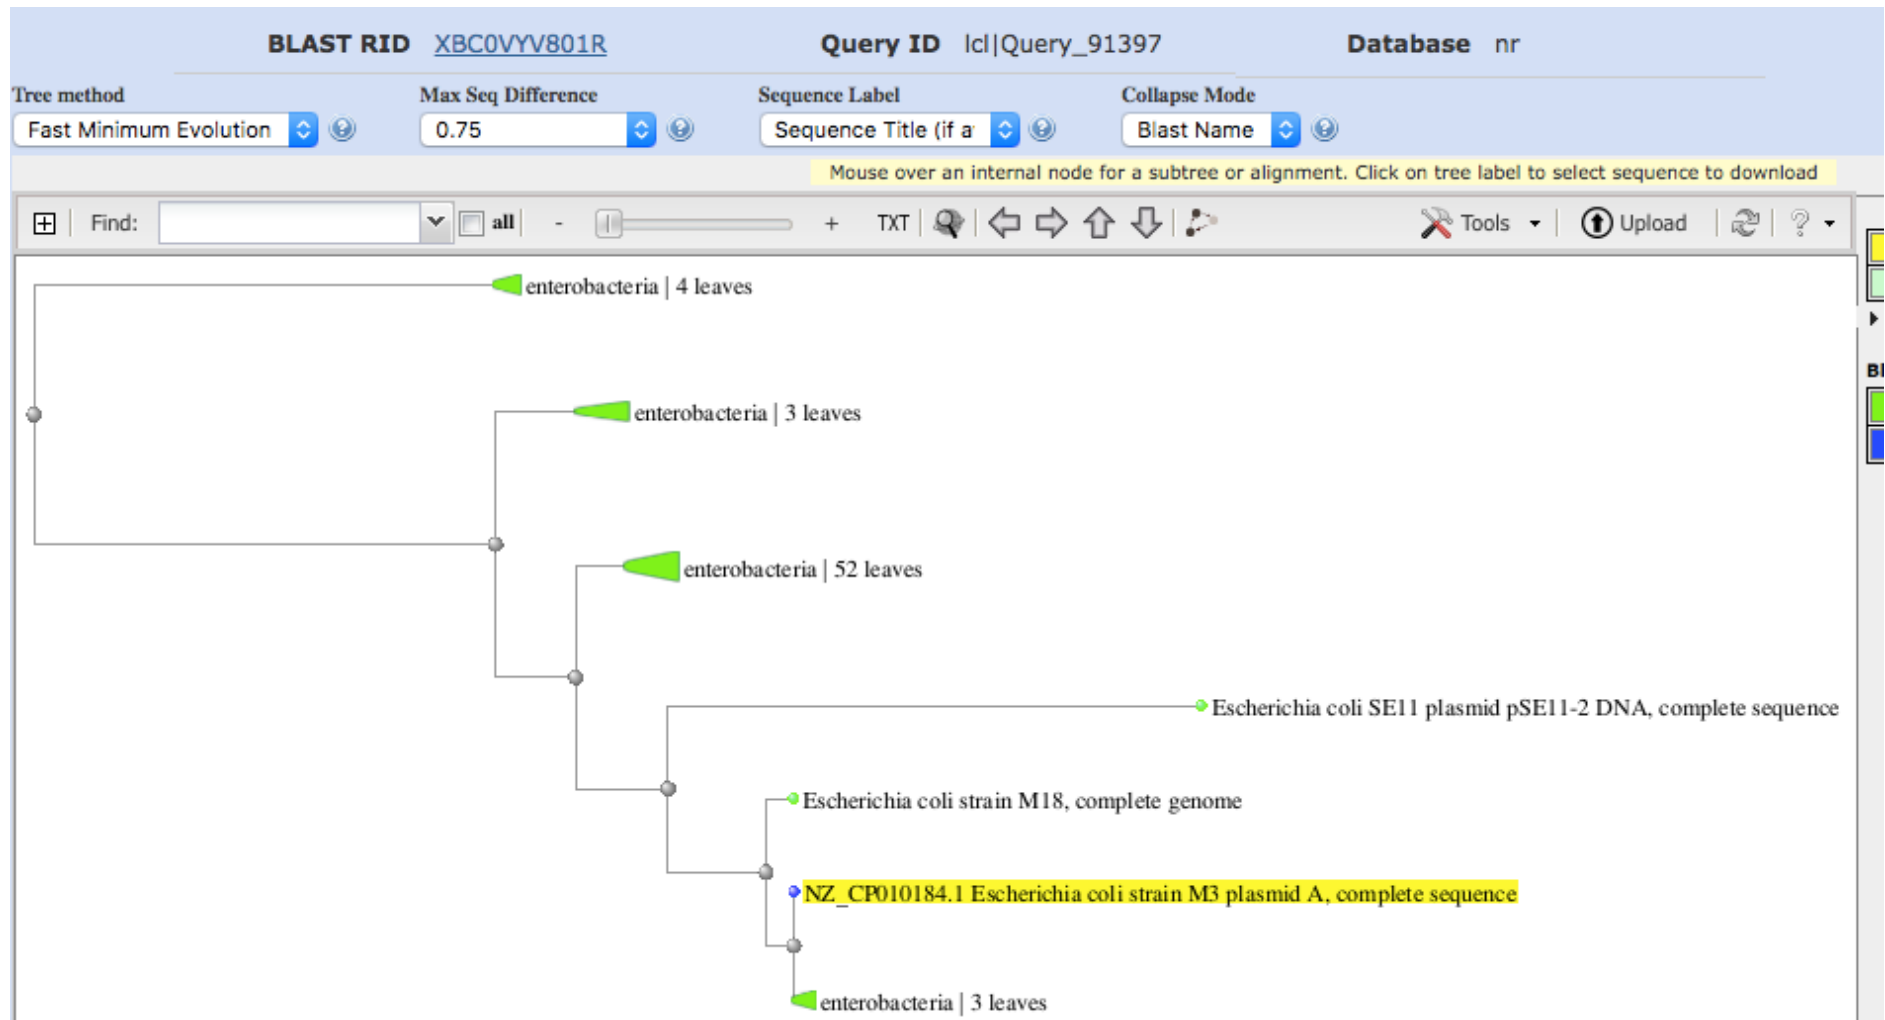 BLAST RID XBC0VYV801R Query ID lcl|Query_91397 Database nr
Tree method Max Seq Difference Sequence Label Collapse Mode
Fast Minimum Evolution 0.75 Sequence Title (if a Blast Name
Mouse over an internal node for a subtree or alignment. Click on tree label to select sequence to download
Find: all - + TXT Tools Upload ?
enterobacteria | 4 leaves
enterobacteria | 3 leaves
enterobacteria | 52 leaves
Escherichia coli SE11 plasmid pSE11-2 DNA, complete sequence
Escherichia coli strain M18, complete genome
NZ_CP010184.1 Escherichia coli strain M3 plasmid A, complete sequence
enterobacteria | 3 leaves